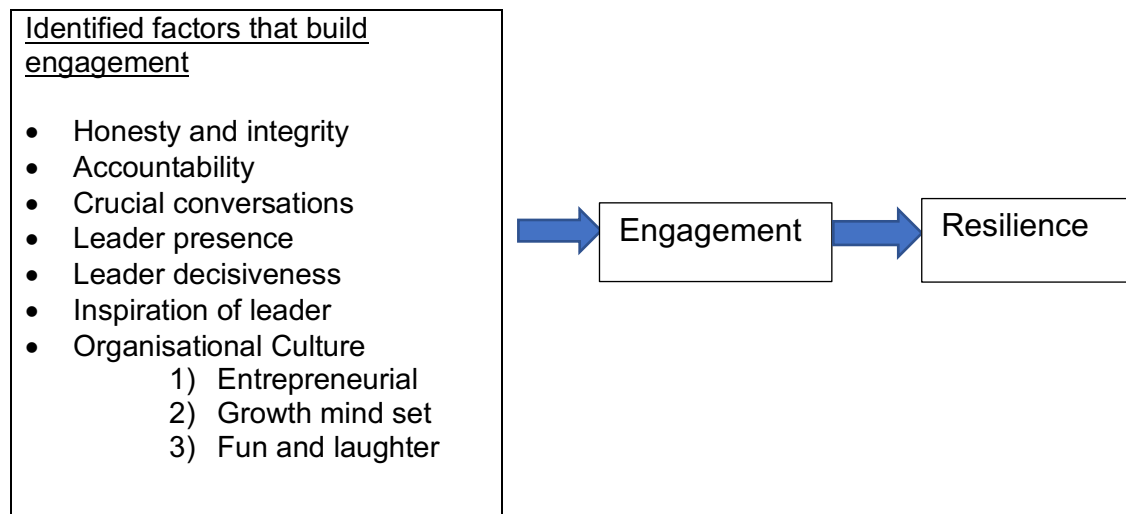 Identified factors that build
engagement
• Honesty and integrity
• Accountability
• Crucial conversations
• Leader presence
• Leader decisiveness
• Inspiration of leader
• Organisational Culture
1) Entrepreneurial
2) Growth mind set
3) Fun and laughter
Engagement
Resilience